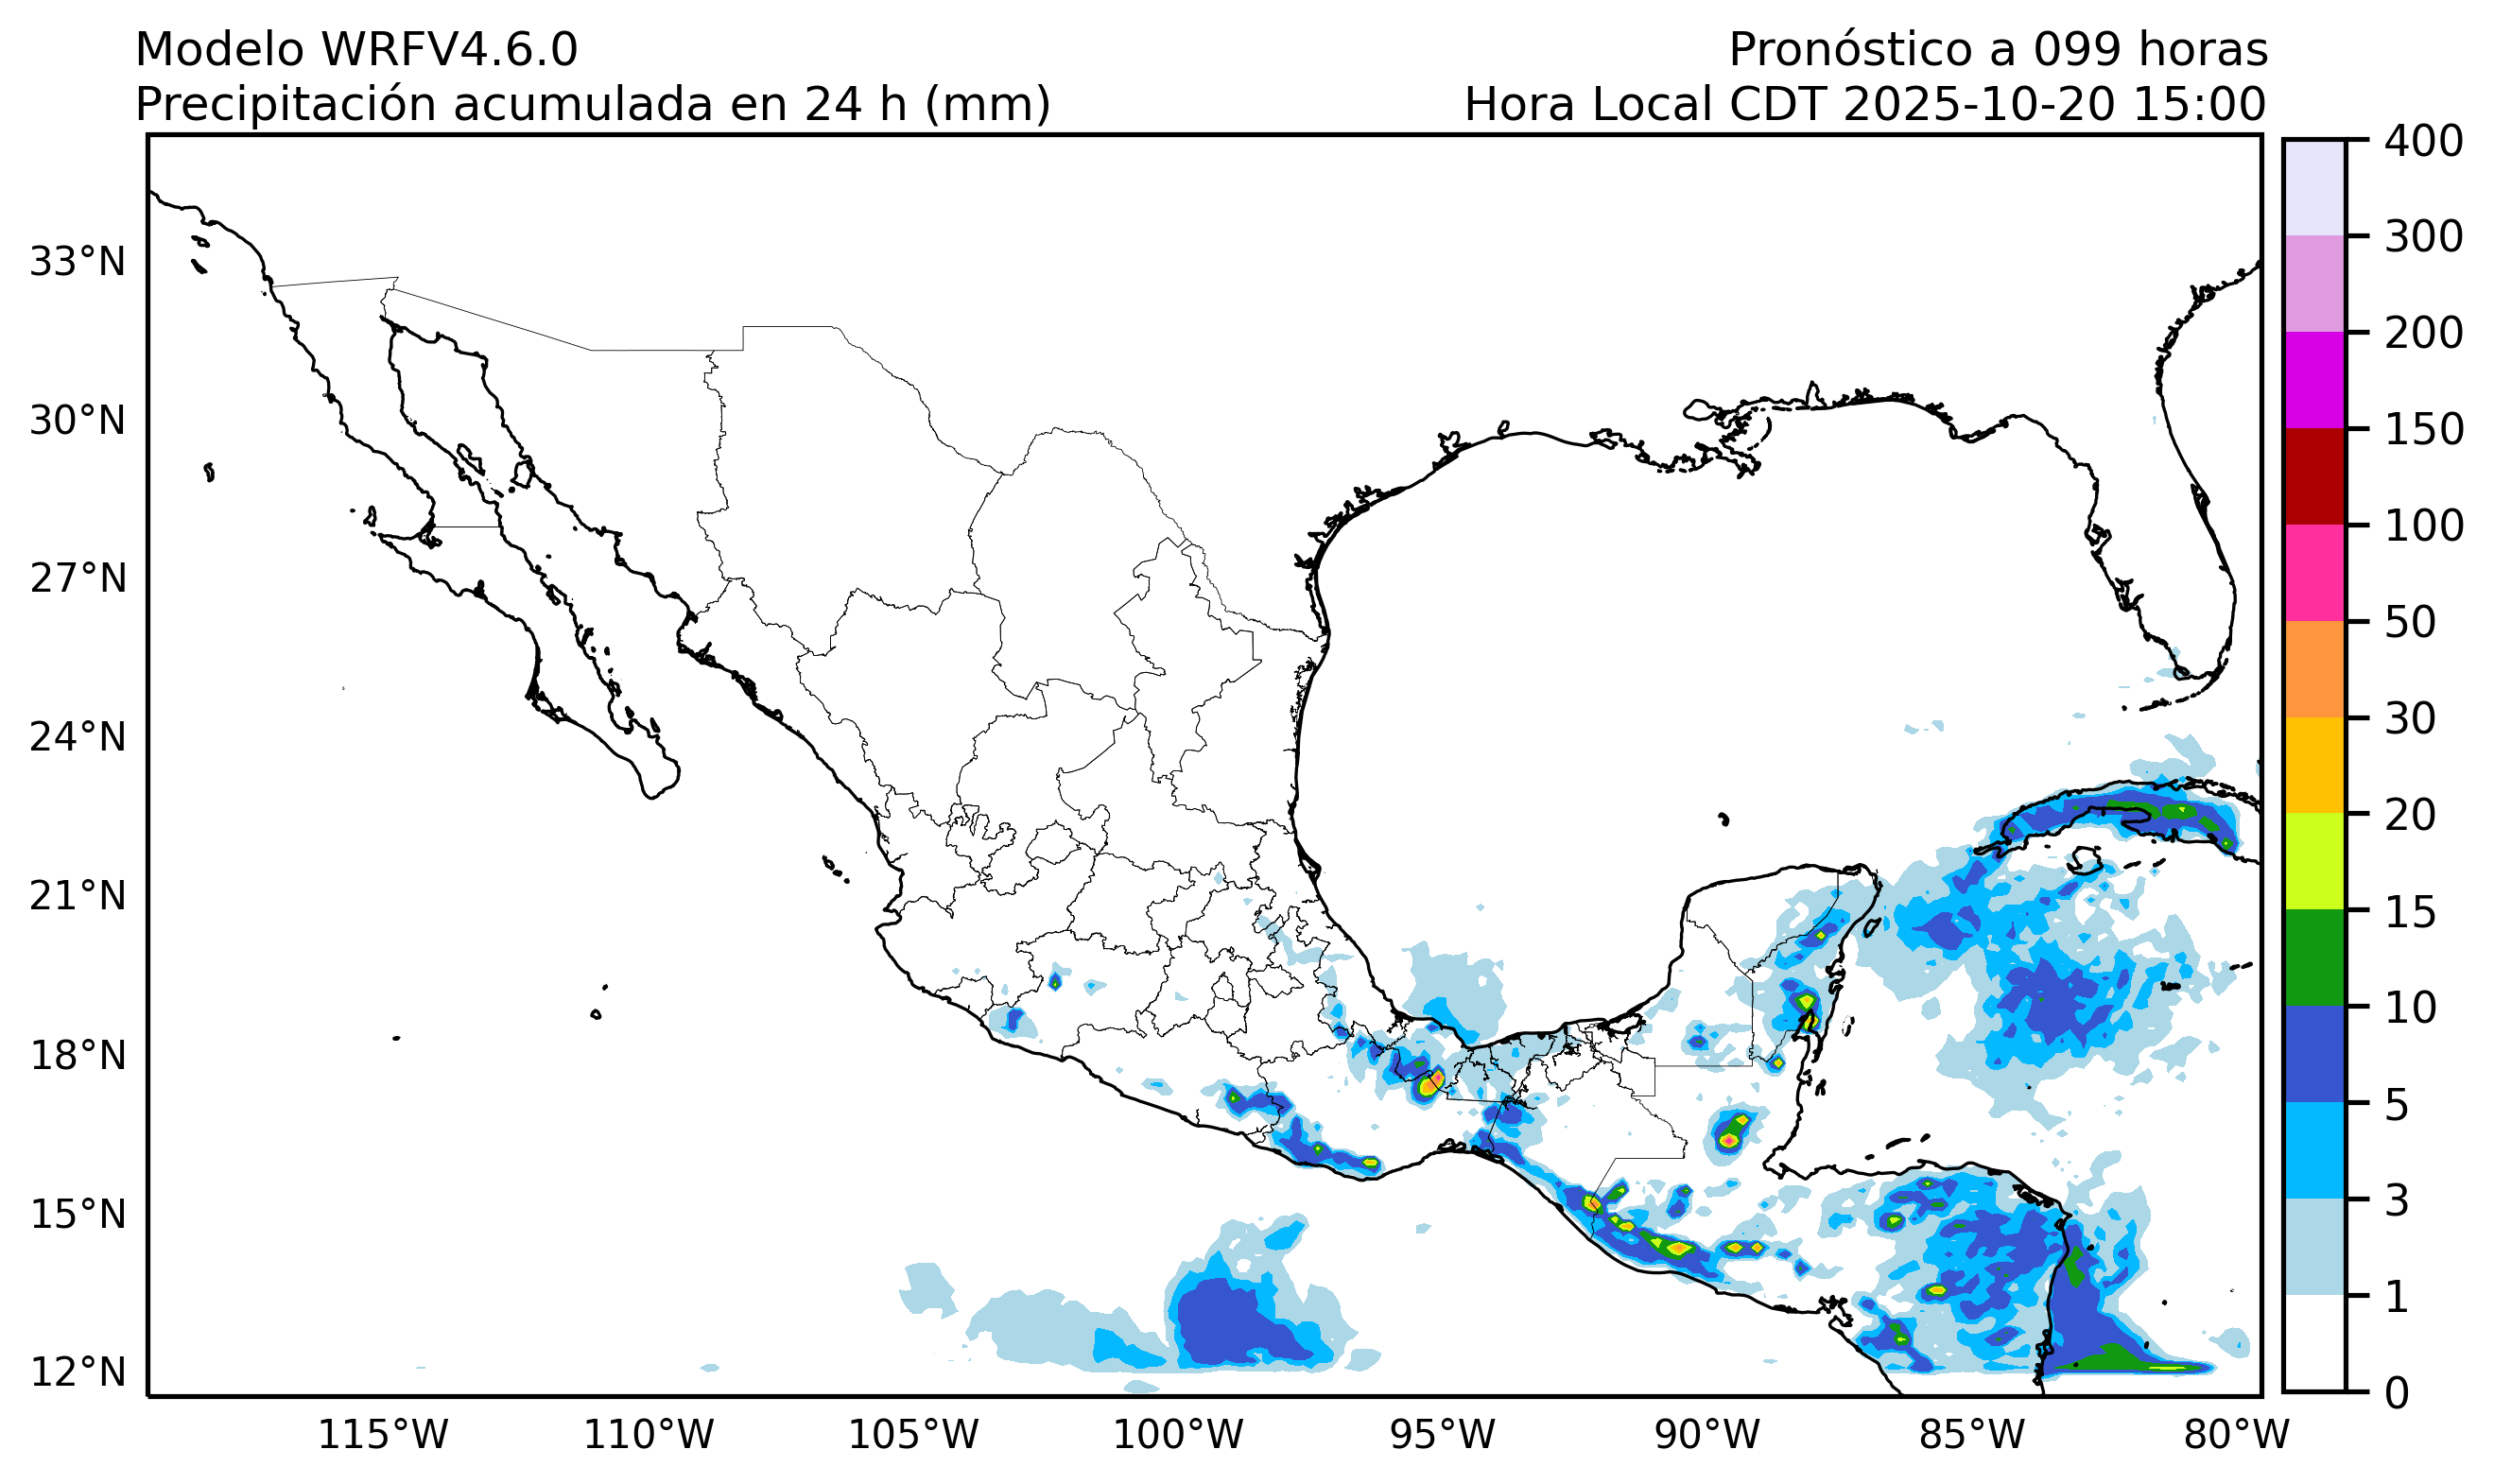 Modelo WRFV4.6.0
Pronóstico a 099 horas
Precipitación acumulada en 24 h (mm)
Hora Local CDT 2025-10-20 15:00
33°N
30°N
27°N
24°N
21°N
18°N
15°N
12°N
115°W
110°W
105°W
100°W
95°W
90°W
85°W
80°W
400
300
200
150
100
50
30
20
15
10
5
3
1
0